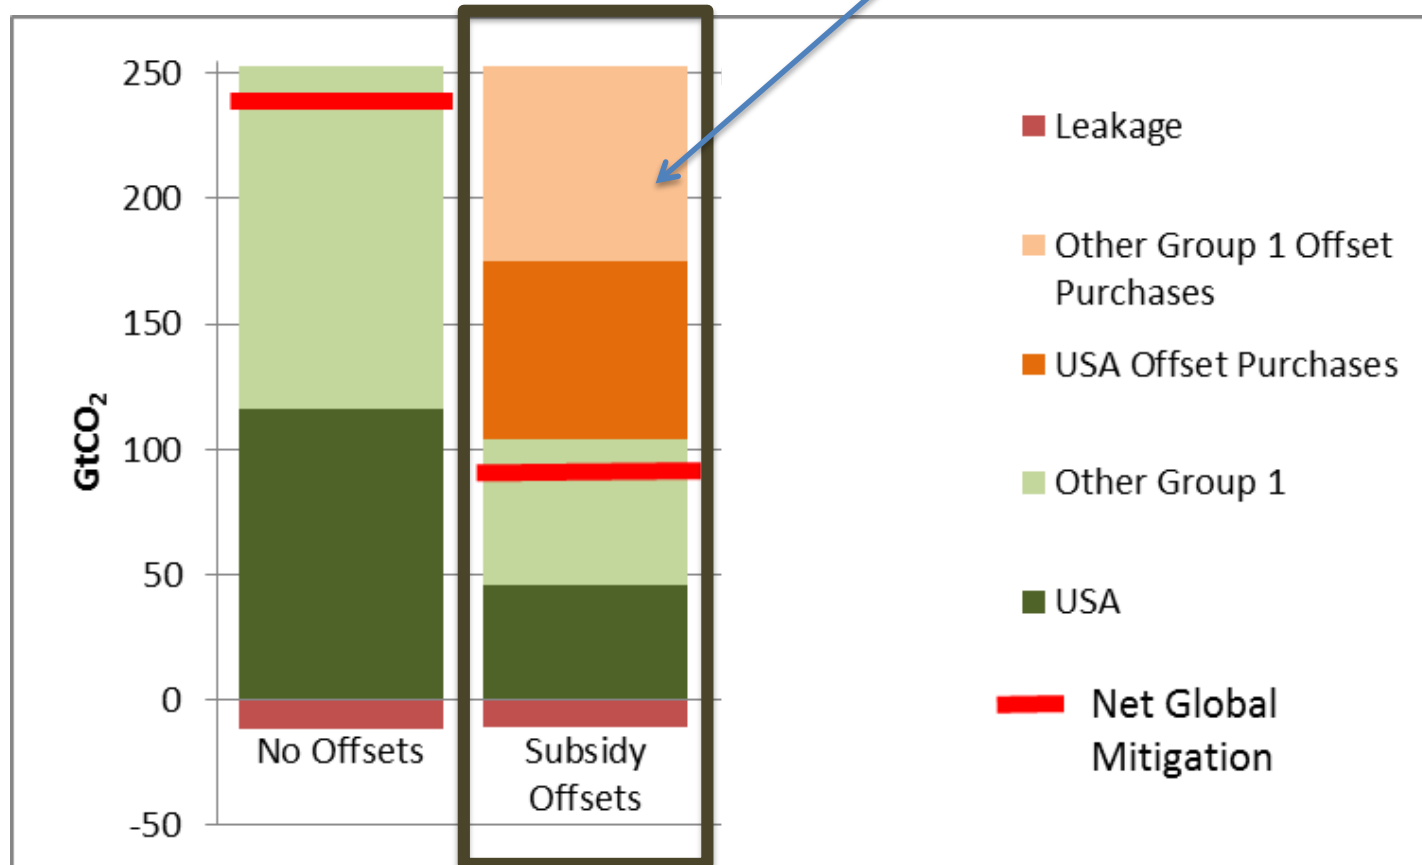 250
200
150
100
50
0
-50
GtCO₂
No Offsets
Subsidy
Offsets
Leakage
Other Group 1 Offset
Purchases
USA Offset Purchases
Other Group 1
USA
Net Global
Mitigation